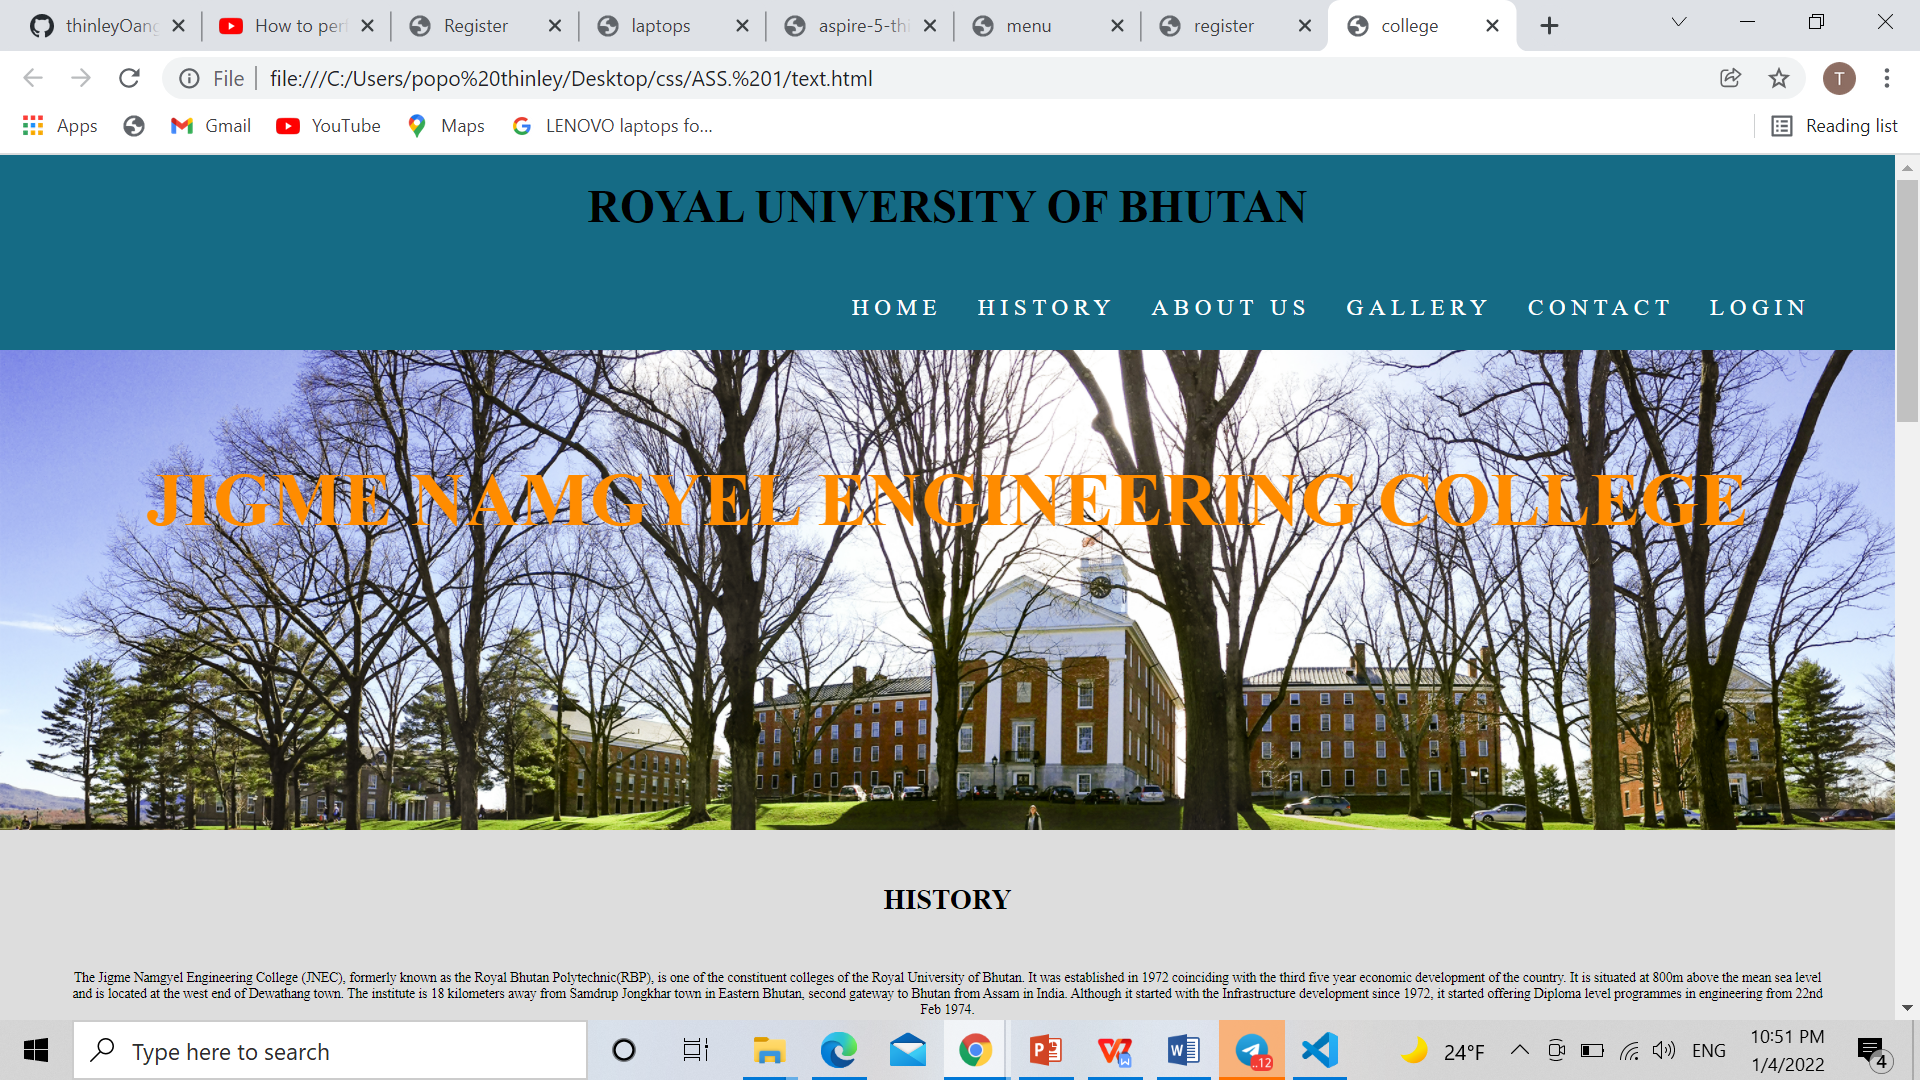 thinleyOang
How to per
Register
laptops
aspire-5-thi
menu
register
college
File
file:///C:/Users/popo%20thinley/Desktop/css/ASS.%201/text.html
T
Apps
Gmail
YouTube
Maps
LENOVO laptops fo...
Reading list
ROYAL UNIVERSITY OF BHUTAN
HOME HISTORY ABOUT US GALLERY CONTACT LOGIN
JIGME NAMGYEL ENGINEERING COLLEGE
HISTORY
The Jigme Namgyel Engineering College (JNEC), formerly known as the Royal Bhutan Polytechnic(RBP), is one of the constituent colleges of the Royal University of Bhutan. It was established in 1972 coinciding with the third five year economic development of the country. It is situated at 800m above the mean sea level
and is located at the west end of Dewathang town. The institute is 18 kilometers away from Samdrup Jongkhar town in Eastern Bhutan, second gateway to Bhutan from Assam in India. Although it started with the Infrastructure development since 1972, it started offering Diploma level programmes in engineering from 22nd
Feb 1974.
Type here to search
..12
24°F
ENG
10:51 PM
1/4/2022
4